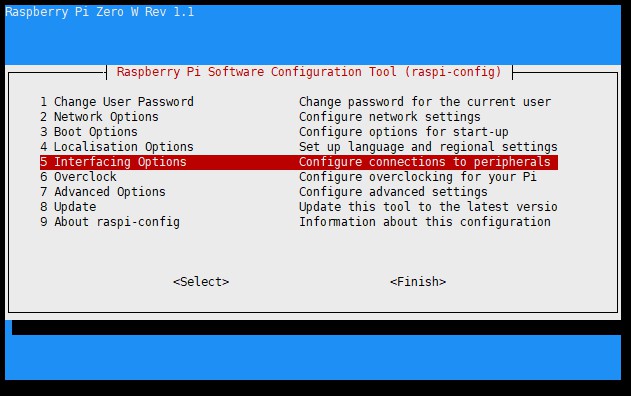 Raspberry Pi Zero W Rev 1.1
Raspberry Pi Software Configuration Tool (raspi-config)
1 Change User Password Change password for the current user
2 Network Options Configure network settings
3 Boot Options Configure options for start-up
4 Localisation Options Set up language and regional settings
5 Interfacing Options Configure connections to peripherals
6 Overclock Configure overclocking for your Pi
7 Advanced Options Configure advanced settings
8 Update Update this tool to the latest versio
9 About raspi-config Information about this configuration
<Select> <Finish>